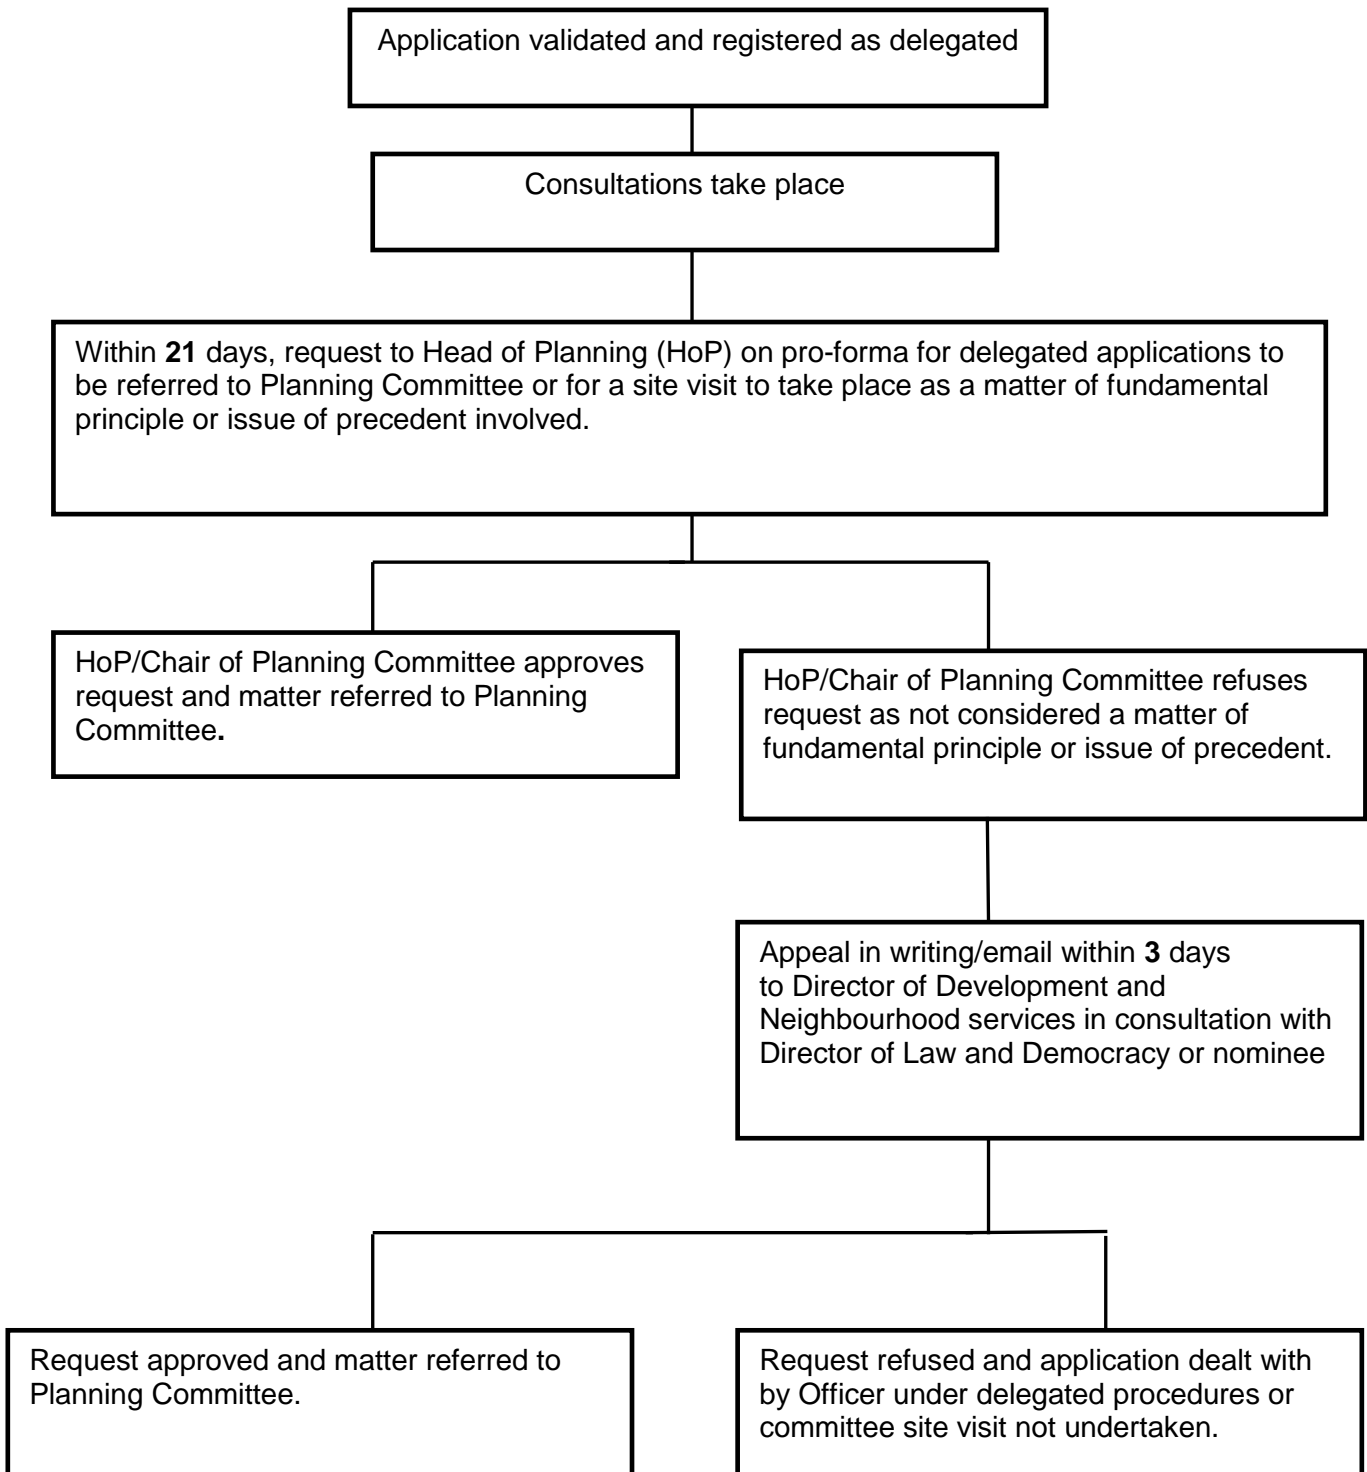 Application validated and registered as delegated
Consultations take place
Within 21 days, request to Head of Planning (HoP) on pro-forma for delegated applications to
be referred to Planning Committee or for a site visit to take place as a matter of fundamental
principle or issue of precedent involved.
HoP/Chair of Planning Committee approves
request and matter referred to Planning
Committee.
HoP/Chair of Planning Committee refuses
request as not considered a matter of
fundamental principle or issue of precedent.
Appeal in writing/email within 3 days
to Director of Development and
Neighbourhood services in consultation with
Director of Law and Democracy or nominee
Request approved and matter referred to
Planning Committee.
Request refused and application dealt with
by Officer under delegated procedures or
committee site visit not undertaken.